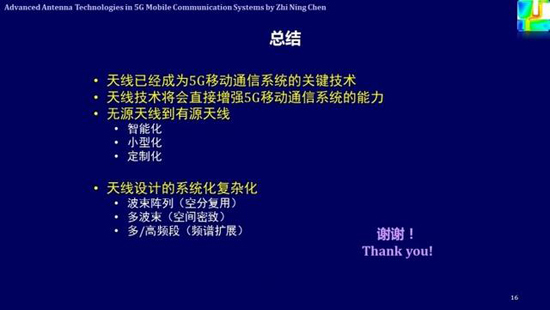 Advanced Antenna Technologies in 5G Mobile Communication Systems by Zhi Ning Chen
总结
• 天线已经成为5G移动通信系统的关键技术
• 天线技术将会直接增强5G移动通信系统的能力
• 无源天线到有源天线
• 智能化
• 小型化
• 定制化
• 天线设计的系统化复杂化
• 波束阵列（空分复用）
• 多波束（空间密致）
• 多/高频段（频谱扩展）
谢谢！
Thank you!
16